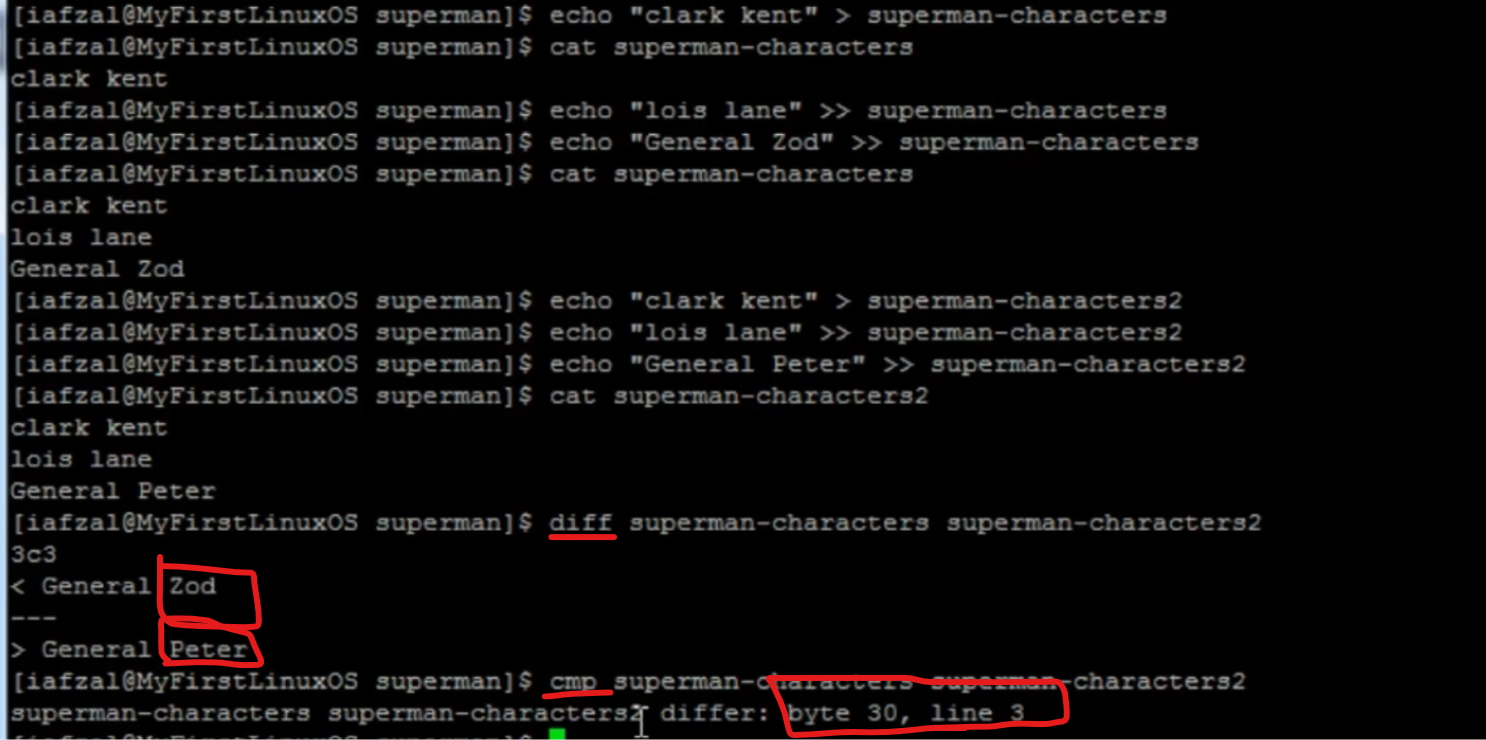 [iafzal@MyFirstLinuxOS superman]$ echo "clark kent" > superman-characters
[iafzal@MyFirstLinuxOS superman]$ cat superman-characters
clark kent
[iafzal@MyFirstLinuxOS superman]$ echo "lois lane" >> superman-characters
[iafzal@MyFirstLinuxOS superman]$ echo "General Zod" >> superman-characters
[iafzal@MyFirstLinuxOS superman]$ cat superman-characters
clark kent
lois lane
General Zod
[iafzal@MyFirstLinuxOS superman]$ echo "clark kent" > superman-characters2
[iafzal@MyFirstLinuxOS superman]$ echo "lois lane" >> superman-characters2
[iafzal@MyFirstLinuxOS superman]$ echo "General Peter" >> superman-characters2
[iafzal@MyFirstLinuxOS superman]$ cat superman-characters2
clark kent
lois lane
General Peter
[iafzal@MyFirstLinuxOS superman]$ diff superman-characters superman-characters2
3c3
< General Zod
---
> General Peter
[iafzal@MyFirstLinuxOS superman]$ cmp superman-characters superman-characters2
superman-characters superman-characters2 differ: byte 30, line 3
[iafzal@MyFirstLinuxOS superman]$